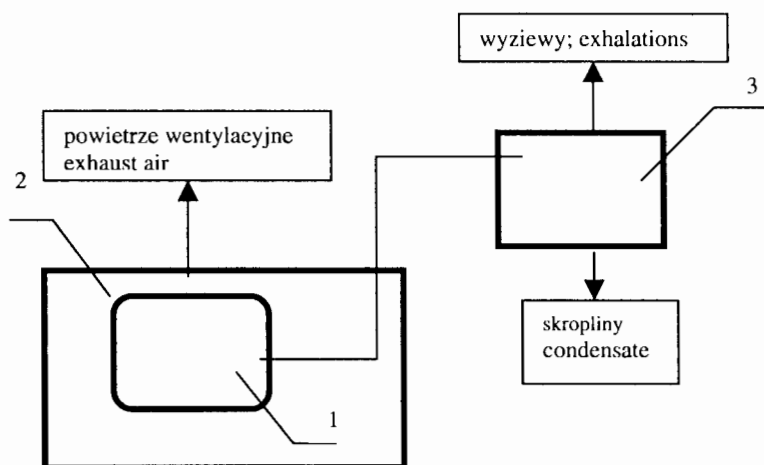 wyziewy; exhalations
3
powietrze wentylacyjne
exhaust air
2
skropliny
condensate
1